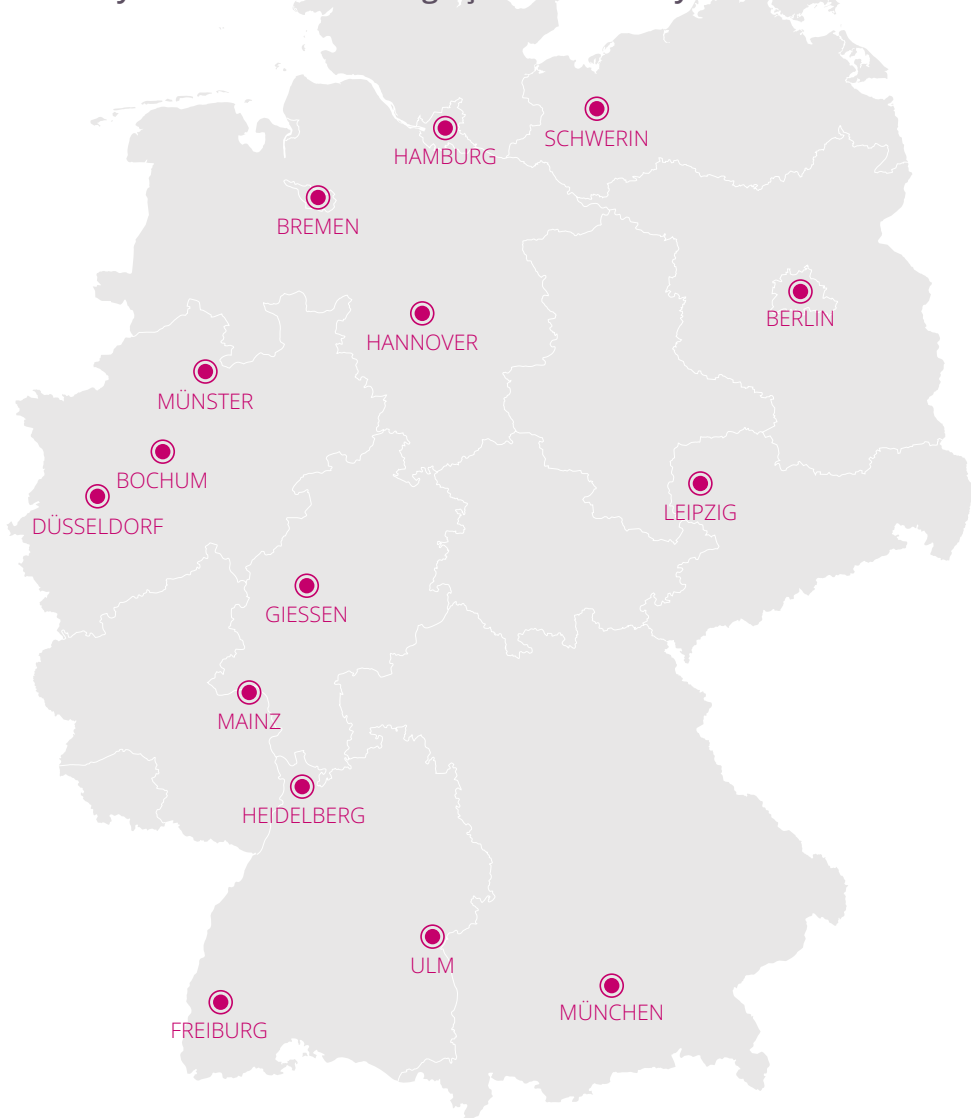 SCHWERIN
HAMBURG
BREMEN
BERLIN
HANNOVER
MÜNSTER
BOCHUM
LEIPZIG
DÜSSELDORF
GIESSEN
MAINZ
HEIDELBERG
ULM
MÜNCHEN
FREIBURG